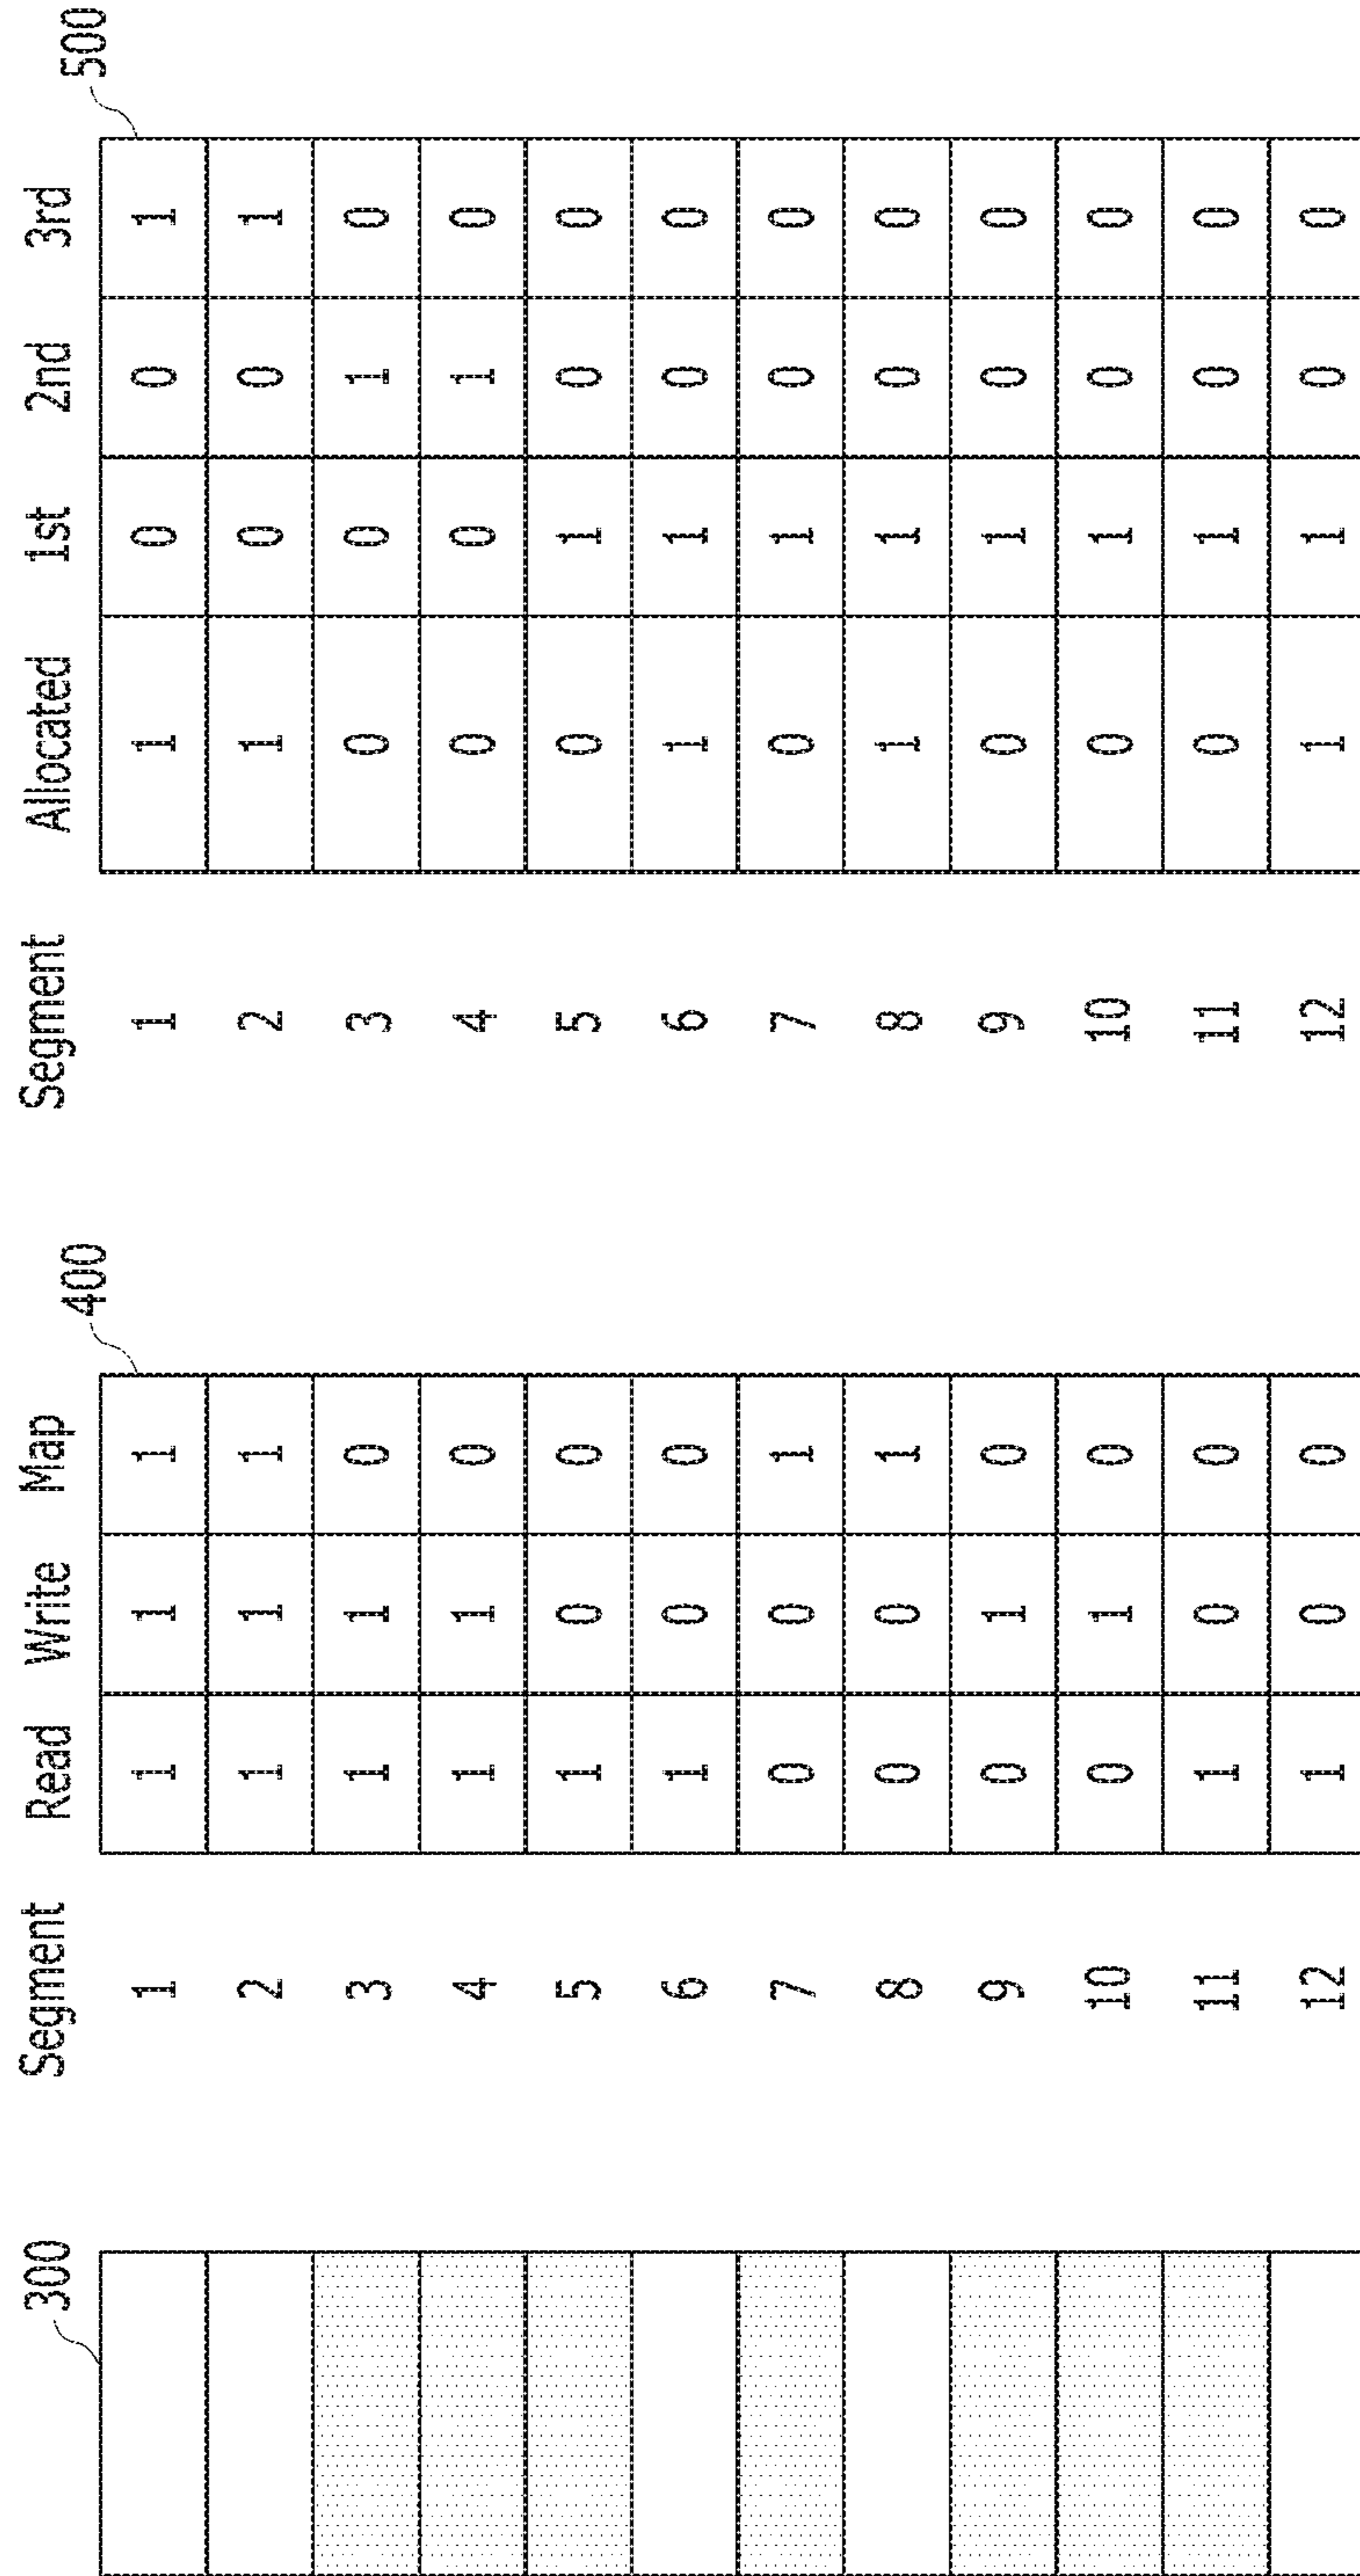 300 Segment Read Write Map Segment Allocated 1st 2nd 3rd
400 500
1 1 1 1 1 1 0 0 1
2 1 1 1 2 1 0 0 1
3 1 1 0 3 0 0 1 0
4 1 1 0 4 0 0 1 0
5 1 0 0 5 0 1 0 0
6 1 0 0 6 1 1 0 0
7 0 0 1 7 0 1 0 0
8 0 0 1 8 1 1 0 0
9 0 1 0 9 0 1 0 0
10 0 1 0 10 0 1 0 0
11 1 0 0 11 0 1 0 0
12 1 0 0 12 1 1 0 0